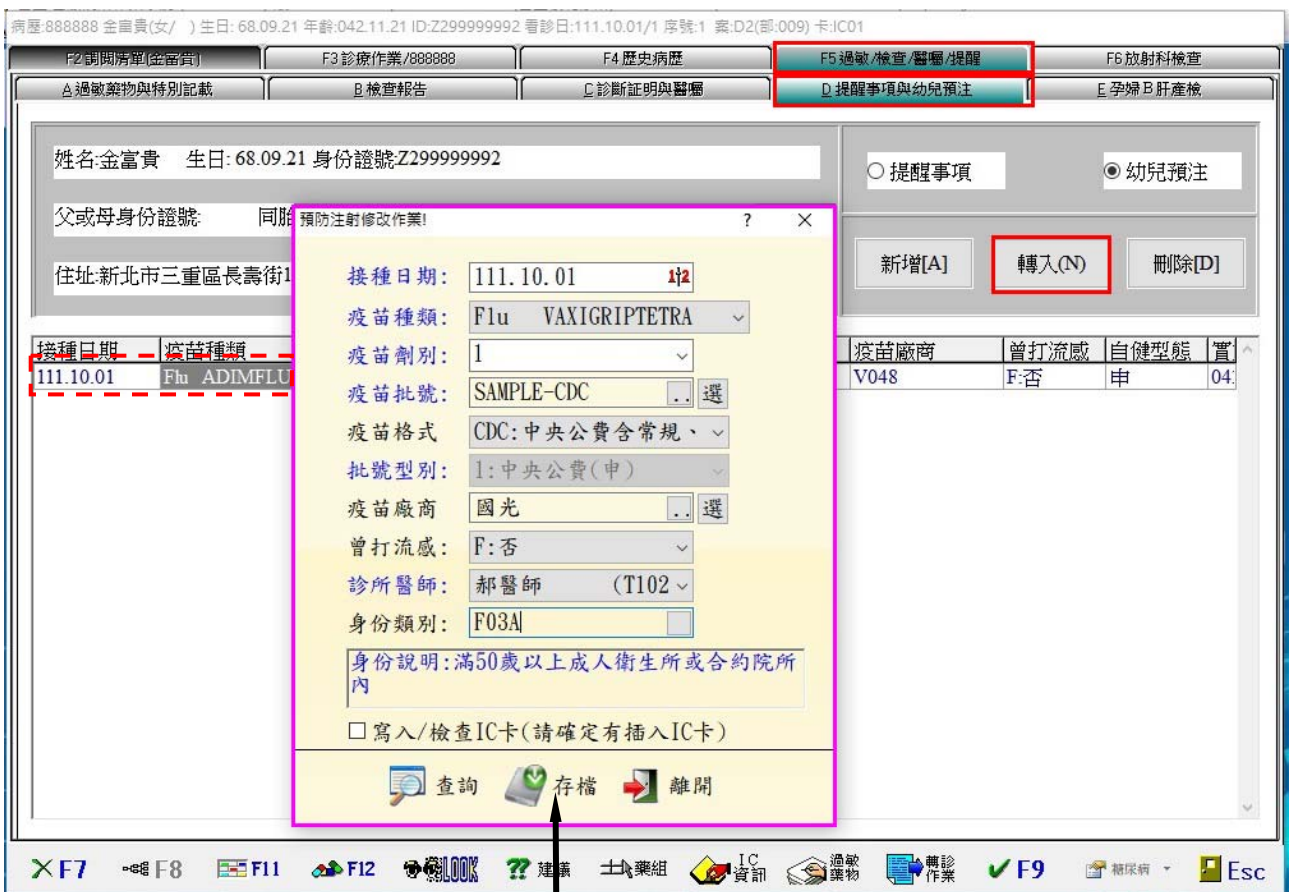 病歷:888888 金富貴(女/ ) 生日: 68.09.21 年齡:042.11.21 ID:Z299999992 看診日:111.10.01/1 序號:1 案:D2(部:009) 卡:IC01
F2調閱清單(金富貴) F3診療作業/888888 F4歷史病歷 F5過敏/檢查/醫囑/提醒 F6放射科檢查
A過敏藥物與特別記載 B檢查報告 C診斷証明與醫囑 D提醒事項與幼兒預注 E孕婦B肝產檢
姓名:金富貴 生日: 68.09.21 身份證號:Z299999992
提醒事項 幼兒預注
父或母身份證號: 同胎
住址:新北市三重區長壽街1
新增[A] 轉入(N) 刪除[D]
預防注射修改作業! ? ×
接種日期: 111.10.01
疫苗種類: Flu VAXIGRIPTETRA
疫苗劑別: 1
疫苗批號: SAMPLE-CDC .. 選
疫苗格式 CDC:中央公費含常規、
批號型別: 1:中央公費(申)
疫苗廠商 國光 .. 選
曾打流感: F:否
診所醫師: 郝醫師 (T102
身份類別: F03A
身份說明:滿50歲以上成人衛生所或合約院所
內
寫入/檢查IC卡(請確定有插入IC卡)
查詢 存檔 離開
接種日期 疫苗種類 疫苗廠商 曾打流感 自健型態 實
111.10.01 Flu ADIMFLU V048 F:否 申 04:
F7 F8 F11 F12 LOOK ?? 建議 藥組 IC資訊 過敏藥物 轉診作業 F9 糖尿病 Esc